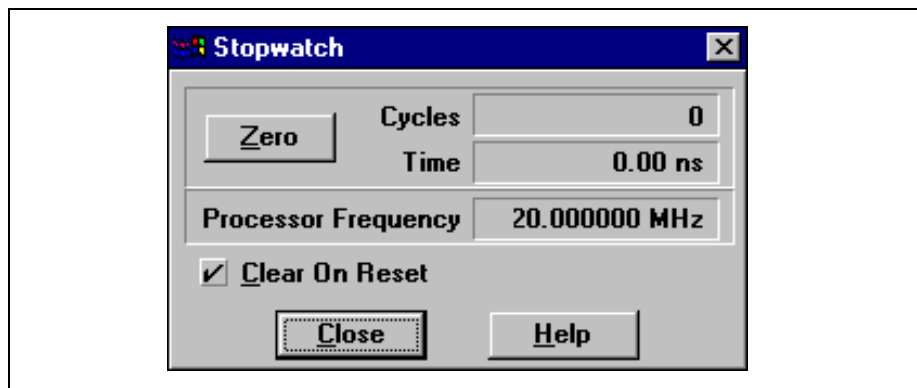 Stopwatch
Zero
Cycles 0
Time 0.00 ns
Processor Frequency 20.000000 MHz
Clear On Reset
Close Help